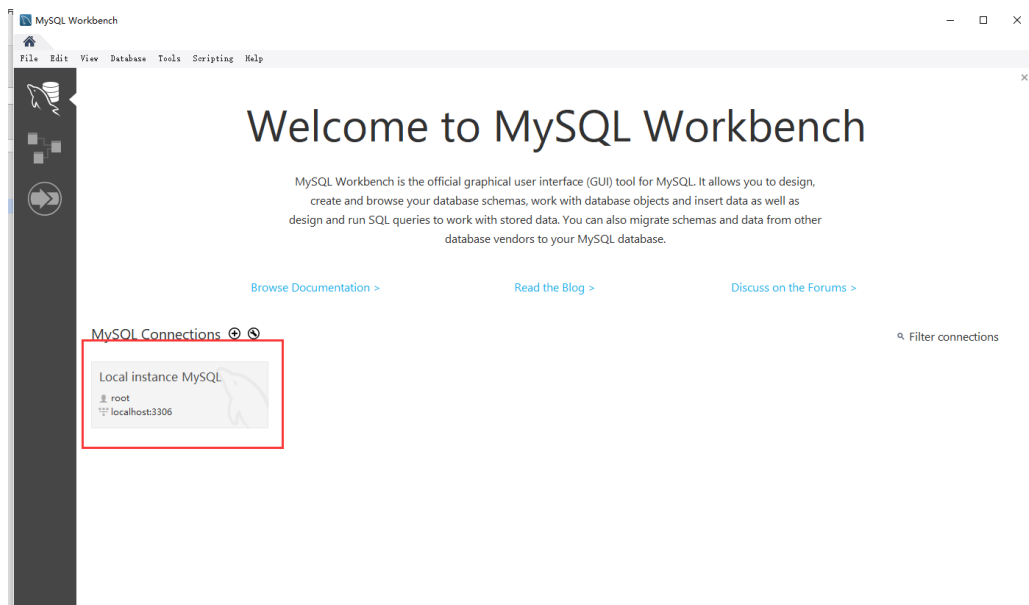 MySQL Workbench
File Edit View Database Tools Scripting Help
Welcome to MySQL Workbench
MySQL Workbench is the official graphical user interface (GUI) tool for MySQL. It allows you to design,
create and browse your database schemas, work with database objects and insert data as well as
design and run SQL queries to work with stored data. You can also migrate schemas and data from other
database vendors to your MySQL database.
Browse Documentation > Read the Blog > Discuss on the Forums >
MySQL Connections Filter connections
Local instance MySQL
root
localhost:3306